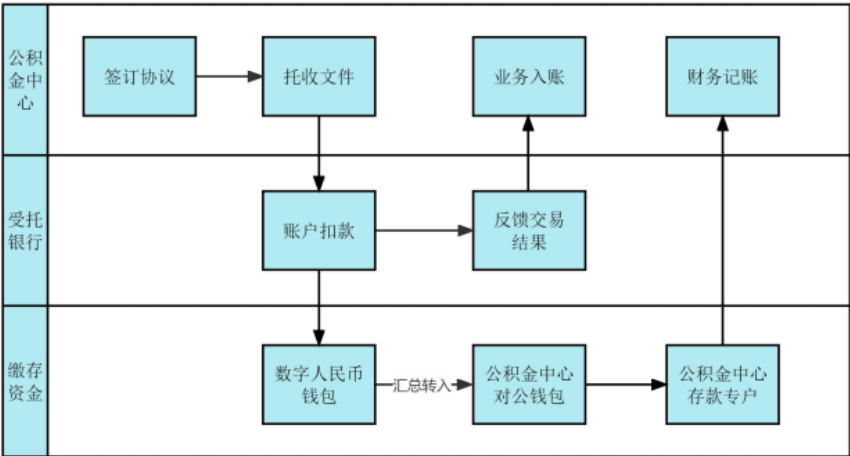 公积
金中
心
签订协议
托收文件
业务入账
财务记账
受托
银行
账户扣款
反馈交易
结果
缴存
资金
数字人民币
钱包
汇总转入
公积金中心
对公钱包
公积金中心
存款专户